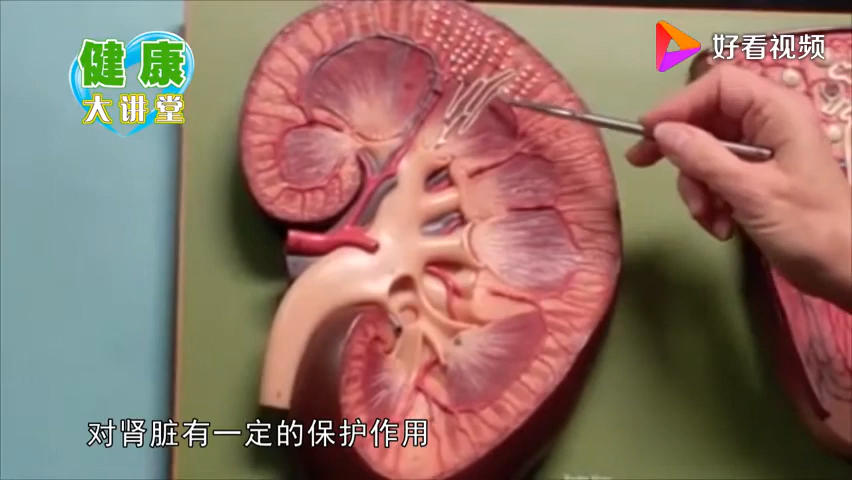 健康
大讲堂
好看视频
对肾脏有一定的保护作用